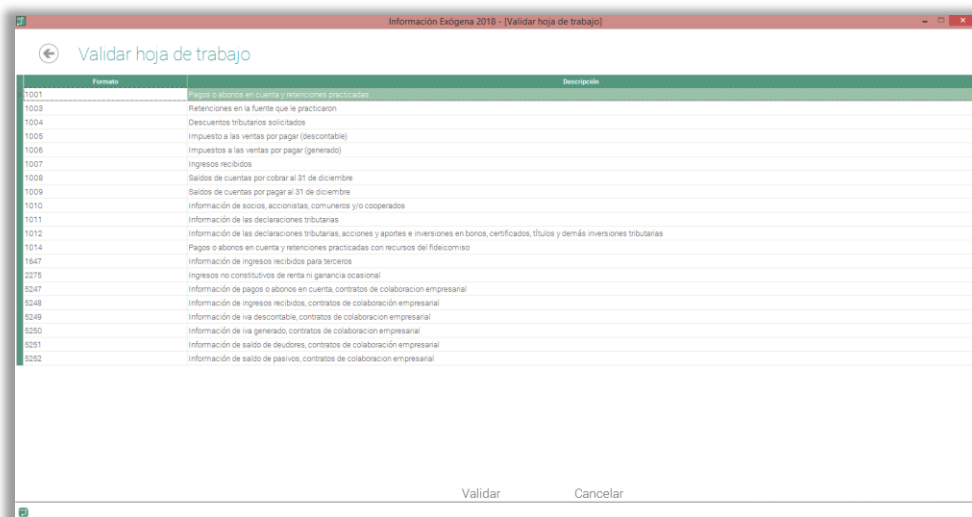 Información Exógena 2018 - [Validar hoja de trabajo]
Validar hoja de trabajo
Formato Descripción
1001 Pagos o abonos en cuenta y retenciones practicadas
1003 Retenciones en la fuente que le practicaron
1004 Descuentos tributarios solicitados
1005 Impuesto a las ventas por pagar (descontable)
1006 Impuestos a las ventas por pagar (generado)
1007 Ingresos recibidos
1008 Saldos de cuentas por cobrar al 31 de diciembre
1009 Saldos de cuentas por pagar al 31 de diciembre
1010 Información de socios, accionistas, comuneros y/o cooperados
1011 Información de las declaraciones tributarias
1012 Información de las declaraciones tributarias, acciones y aportes e inversiones en bonos, certificados, títulos y demás inversiones tributarias
1014 Pagos o abonos en cuenta y retenciones practicadas con recursos del fideicomiso
1647 Información de ingresos recibidos para terceros
2275 Ingresos no constitutivos de renta ni ganancia ocasional
5247 Información de pagos o abonos en cuenta, contratos de colaboracion empresarial
5248 Información de ingresos recibidos, contratos de colaboración empresarial
5249 Información de iva descontable, contratos de colaboracion empresarial
5250 Información de iva generado, contratos de colaboracion empresarial
5251 Información de saldo de deudores, contratos de colaboración empresarial
5252 Información de saldo de pasivos, contratos de colaboracion empresarial
Validar Cancelar